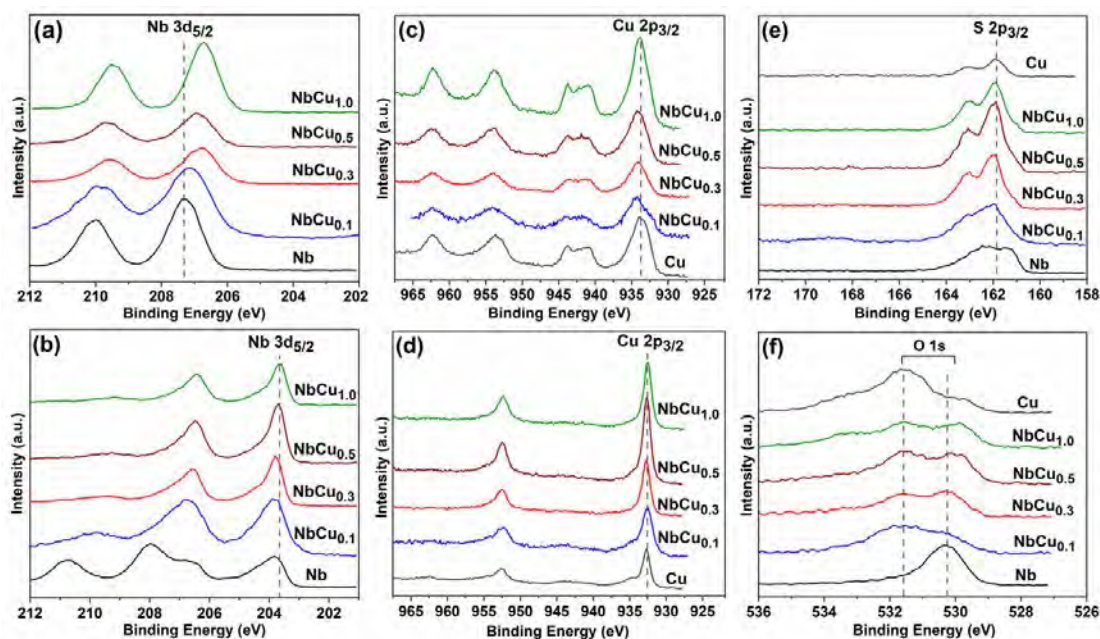 (a)
Nb 3d5/2
NbCu1.0
NbCu0.5
NbCu0.3
NbCu0.1
Nb
Intensity (a.u.)
212 210 208 206 204 202
Binding Energy (eV)
(c)
Cu 2p3/2
NbCu1.0
NbCu0.5
NbCu0.3
NbCu0.1
Cu
Intensity (a.u.)
965 960 955 950 945 940 935 930 925
Binding Energy (eV)
(e)
S 2p3/2
Cu
NbCu1.0
NbCu0.5
NbCu0.3
NbCu0.1
Nb
Intensity (a.u.)
172 170 168 166 164 162 160 158
Binding Energy (eV)
(b)
Nb 3d5/2
NbCu1.0
NbCu0.5
NbCu0.3
NbCu0.1
Nb
Intensity (a.u.)
212 210 208 206 204 202
Binding Energy (eV)
(d)
Cu 2p3/2
NbCu1.0
NbCu0.5
NbCu0.3
NbCu0.1
Cu
Intensity (a.u.)
965 960 955 950 945 940 935 930 925
Binding Energy (eV)
(f)
O 1s
Cu
NbCu1.0
NbCu0.5
NbCu0.3
NbCu0.1
Nb
Intensity (a.u.)
536 534 532 530 528 526
Binding Energy (eV)